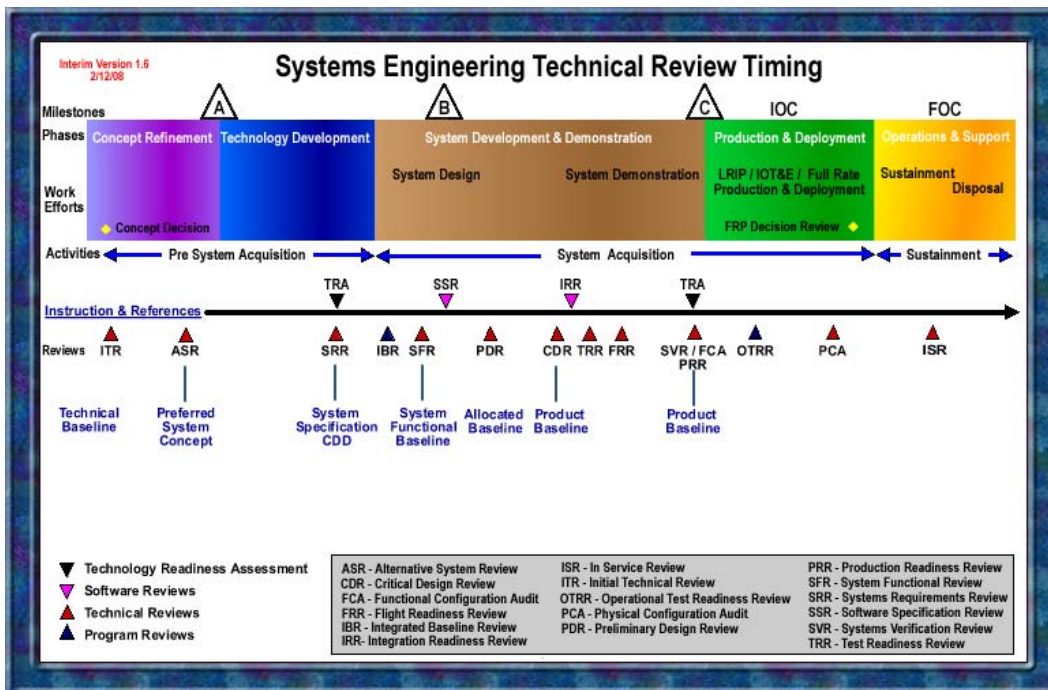 Interim Version 1.6
2/12/08
Systems Engineering Technical Review Timing
Milestones
A
B
C
IOC
FOC
Phases
Concept Refinement
Technology Development
System Development & Demonstration
Production & Deployment
Operations & Support
Work
Efforts
System Design
System Demonstration
LRIP / IOT&E / Full Rate
Production & Deployment
Sustainment
Disposal
Concept Decision
FRP Decision Review
Activities
Pre System Acquisition
System Acquisition
Sustainment
TRA
SSR
IRR
TRA
Instruction & References
Reviews
ITR
ASR
SRR
IBR
SFR
PDR
CDR
TRR
FRR
SVR / FCA
PRR
OTRR
PCA
ISR
Technical
Baseline
Preferred
System
Concept
System
Specification
CDD
System
Functional
Baseline
Allocated
Baseline
Product
Baseline
Product
Baseline
Technology Readiness Assessment
Software Reviews
Technical Reviews
Program Reviews
ASR - Alternative System Review
CDR - Critical Design Review
FCA - Functional Configuration Audit
FRR - Flight Readiness Review
IBR - Integrated Baseline Review
IRR- Integration Readiness Review
ISR - In Service Review
ITR - Initial Technical Review
OTRR - Operational Test Readiness Review
PCA - Physical Configuration Audit
PDR - Preliminary Design Review
PRR - Production Readiness Review
SFR - System Functional Review
SRR - Systems Requirements Review
SSR - Software Specification Review
SVR - Systems Verification Review
TRR - Test Readiness Review